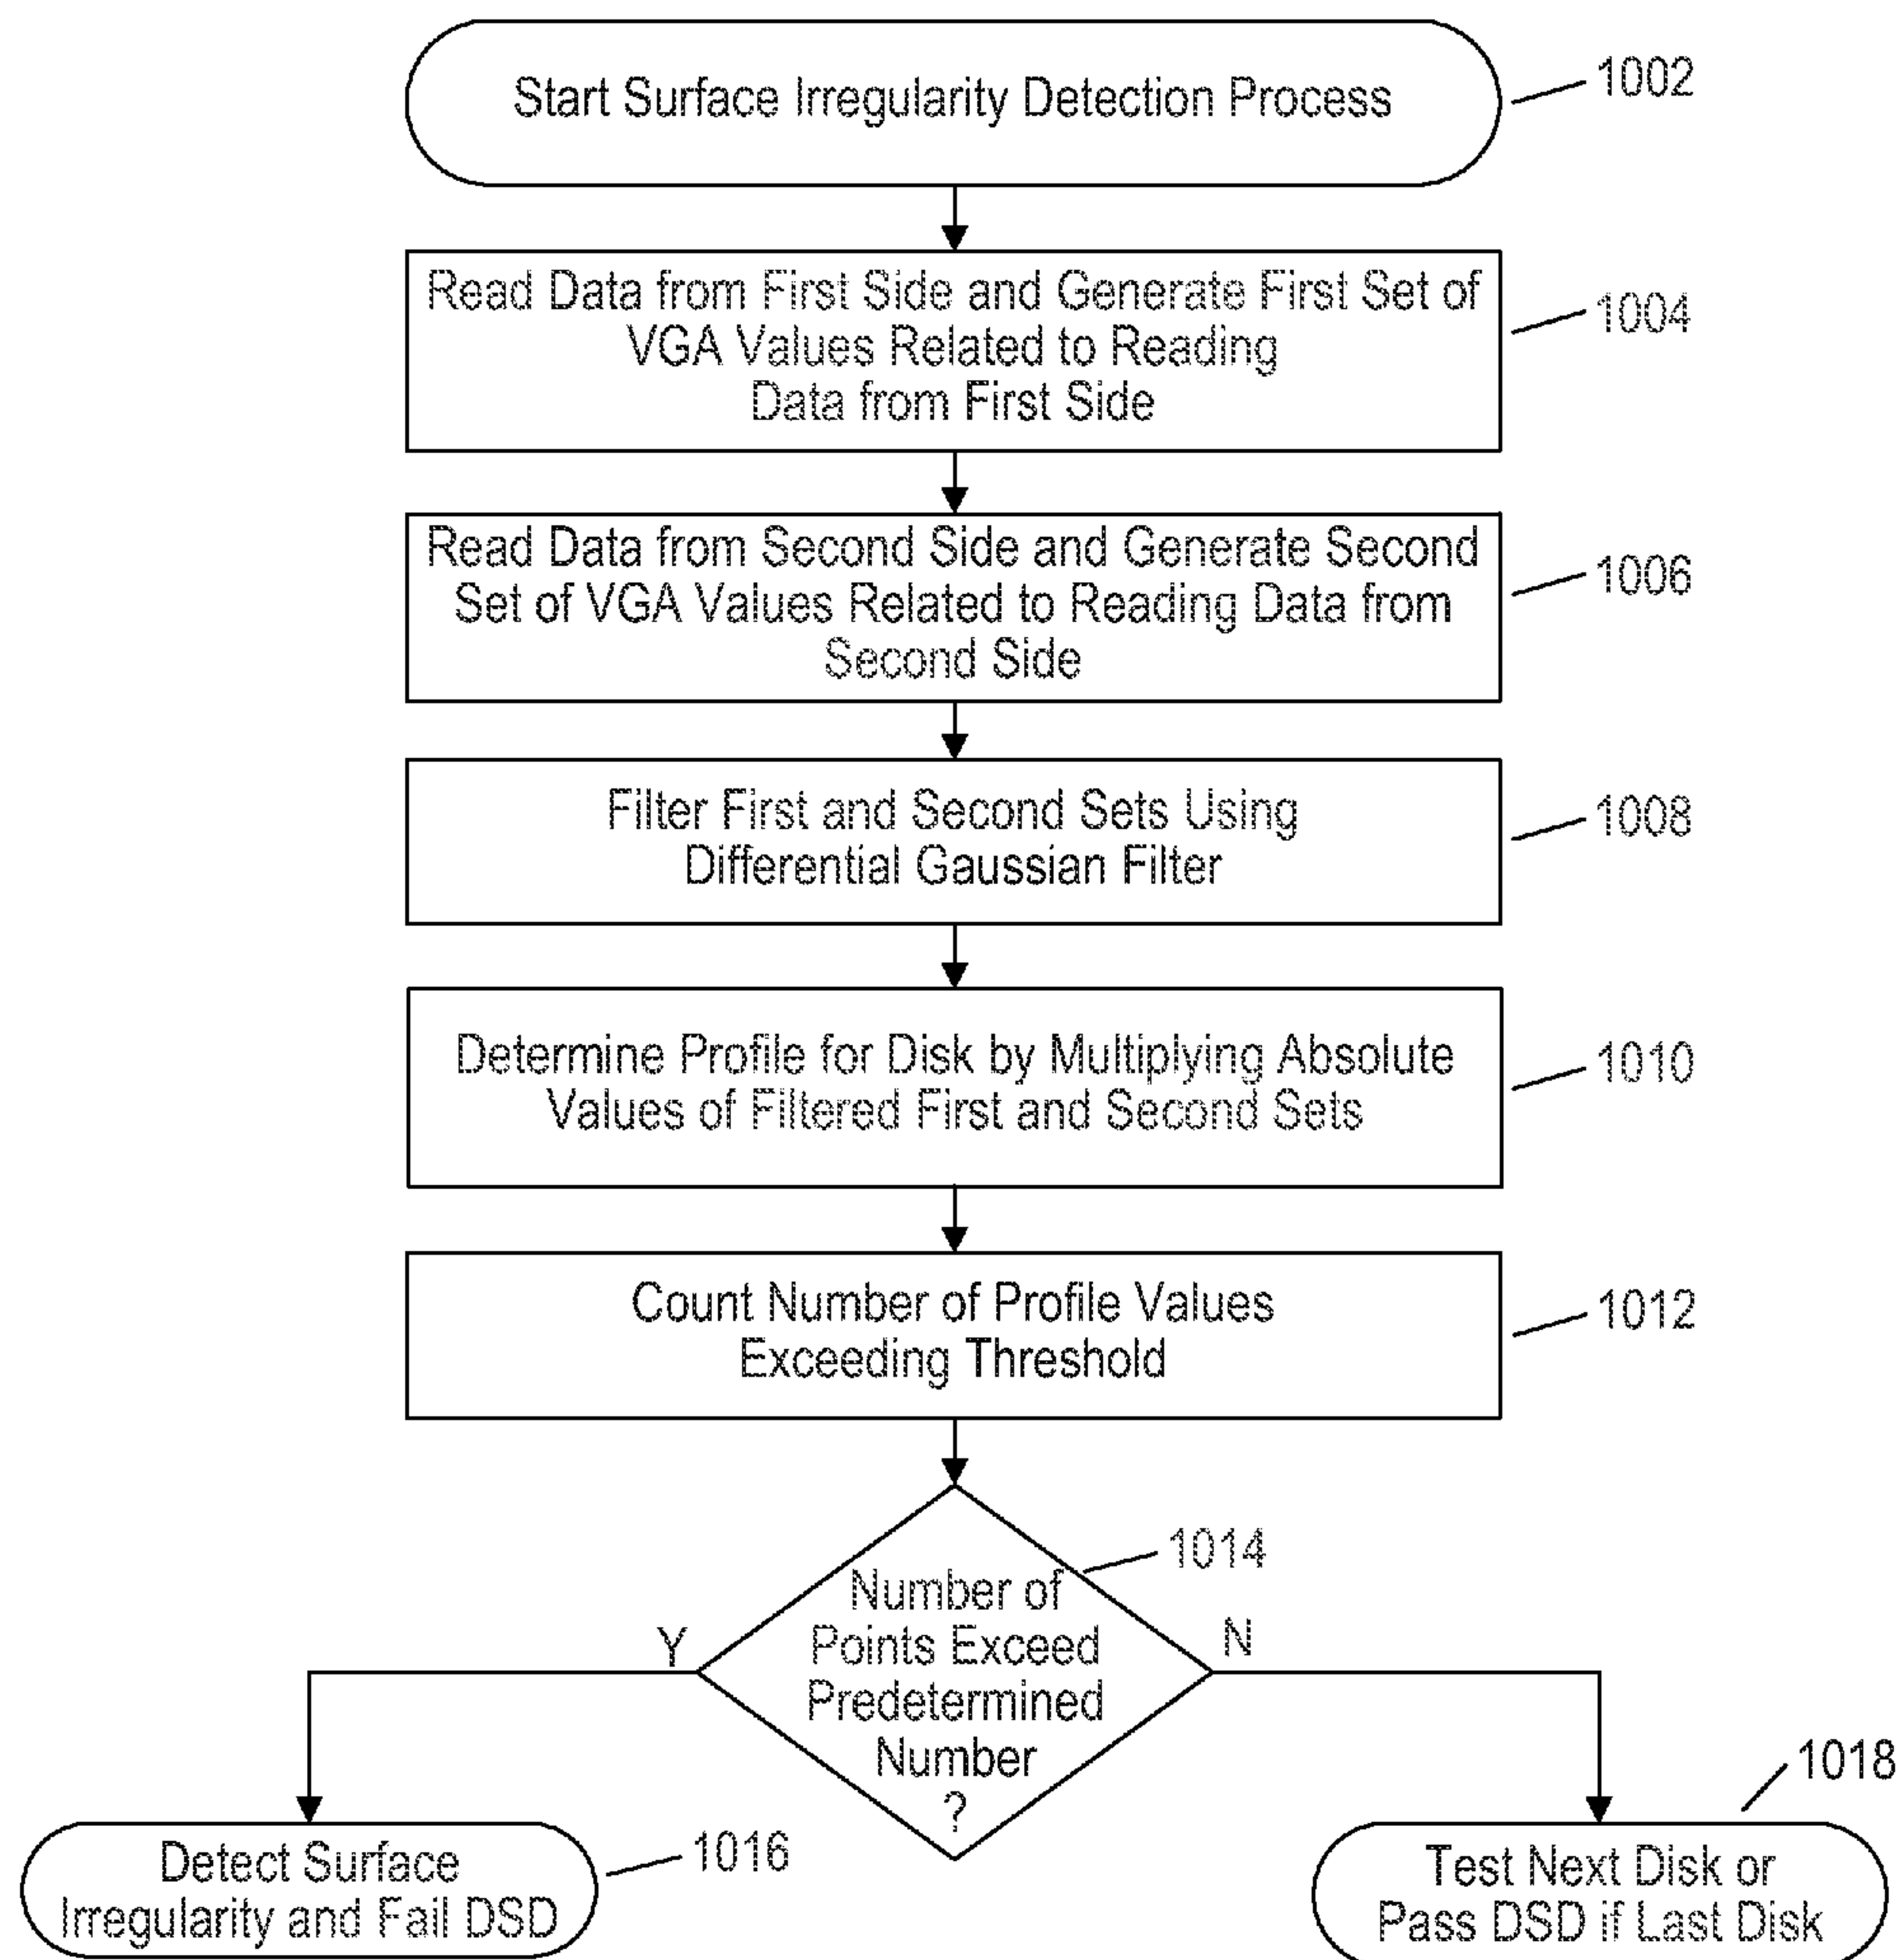 Start Surface Irregularity Detection Process
1002
Read Data from First Side and Generate First Set of
VGA Values Related to Reading
Data from First Side
1004
Read Data from Second Side and Generate Second
Set of VGA Values Related to Reading Data from
Second Side
1006
Filter First and Second Sets Using
Differential Gaussian Filter
1008
Determine Profile for Disk by Multiplying Absolute
Values of Filtered First and Second Sets
1010
Count Number of Profile Values
Exceeding Threshold
1012
1014
Number of
Points Exceed
Predetermined
Number
?
Y
N
Detect Surface
Irregularity and Fail DSD
1016
1018
Test Next Disk or
Pass DSD if Last Disk